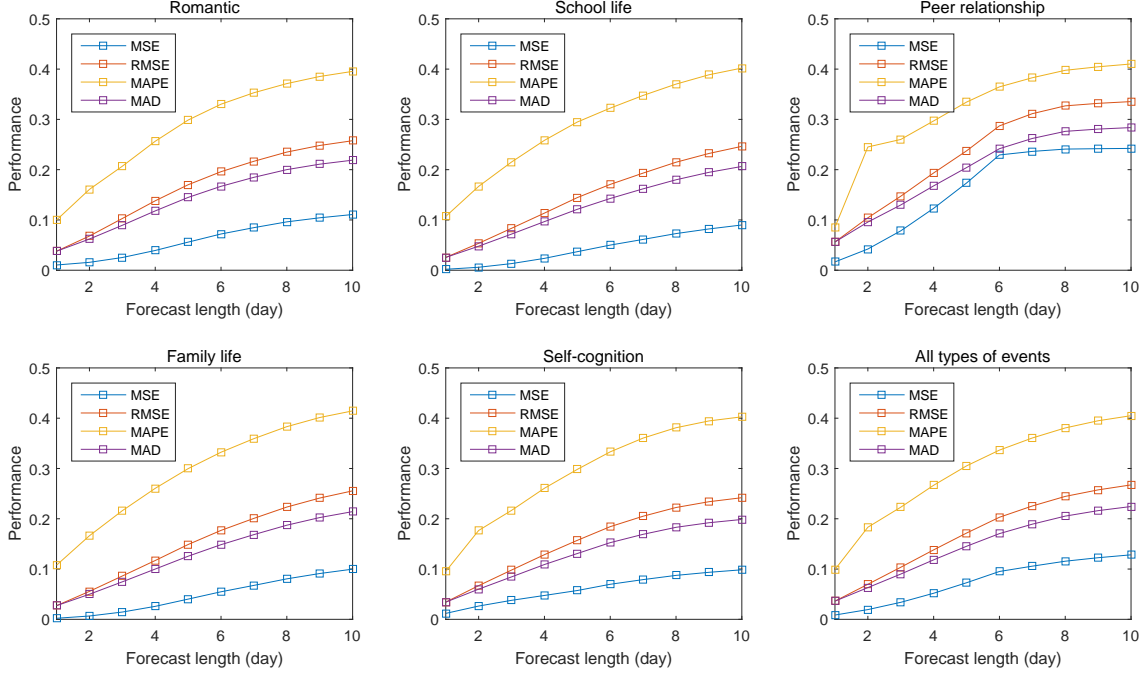 Romantic
0.5
0.4
0.3
0.2
0.1
0
Performance
MSE
RMSE
MAPE
MAD
2 4 6 8 10
Forecast length (day)
School life
0.5
0.4
0.3
0.2
0.1
0
Performance
MSE
RMSE
MAPE
MAD
2 4 6 8 10
Forecast length (day)
Peer relationship
0.5
0.4
0.3
0.2
0.1
0
Performance
MSE
RMSE
MAPE
MAD
2 4 6 8 10
Forecast length (day)
Family life
0.5
0.4
0.3
0.2
0.1
0
Performance
MSE
RMSE
MAPE
MAD
2 4 6 8 10
Forecast length (day)
Self-cognition
0.5
0.4
0.3
0.2
0.1
0
Performance
MSE
RMSE
MAPE
MAD
2 4 6 8 10
Forecast length (day)
All types of events
0.5
0.4
0.3
0.2
0.1
0
Performance
MSE
RMSE
MAPE
MAD
2 4 6 8 10
Forecast length (day)